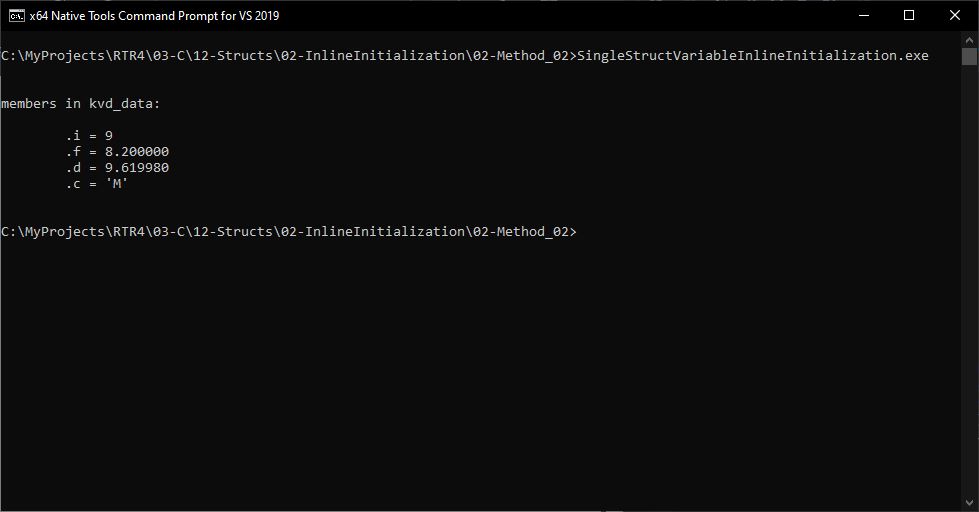 x64 Native Tools Command Prompt for VS 2019
C:\MyProjects\RTR4\03-C\12-Structs\02-InlineInitialization\02-Method_02>SingleStructVariableInlineInitialization.exe
members in kvd_data:
.i = 9
.f = 8.200000
.d = 9.619980
.c = 'M'
C:\MyProjects\RTR4\03-C\12-Structs\02-InlineInitialization\02-Method_02>